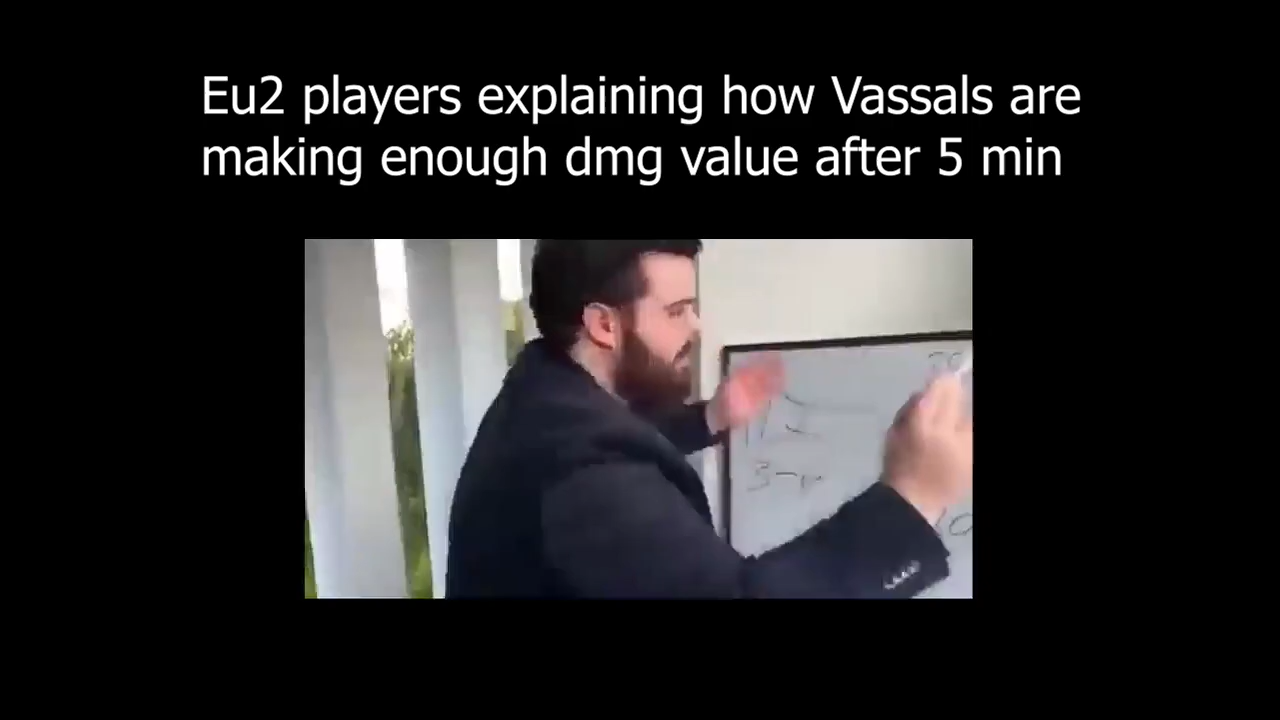 Eu2 players explaining how Vassals are
making enough dmg value after 5 min